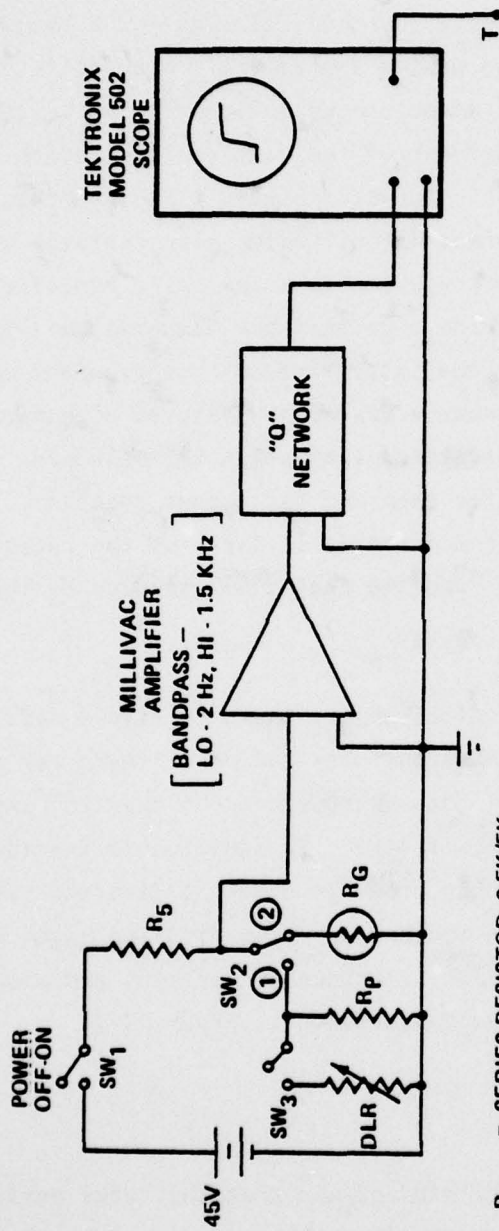 TEKTRONIX
MODEL 502
SCOPE
T
"Q"
NETWORK
MILLIVAC
AMPLIFIER
BANDPASS –
LO - 2 Hz, HI - 1.5 KHz
POWER
OFF-ON
SW1
R5
SW2
②
①
RG
RP
SW3
DLR
45V